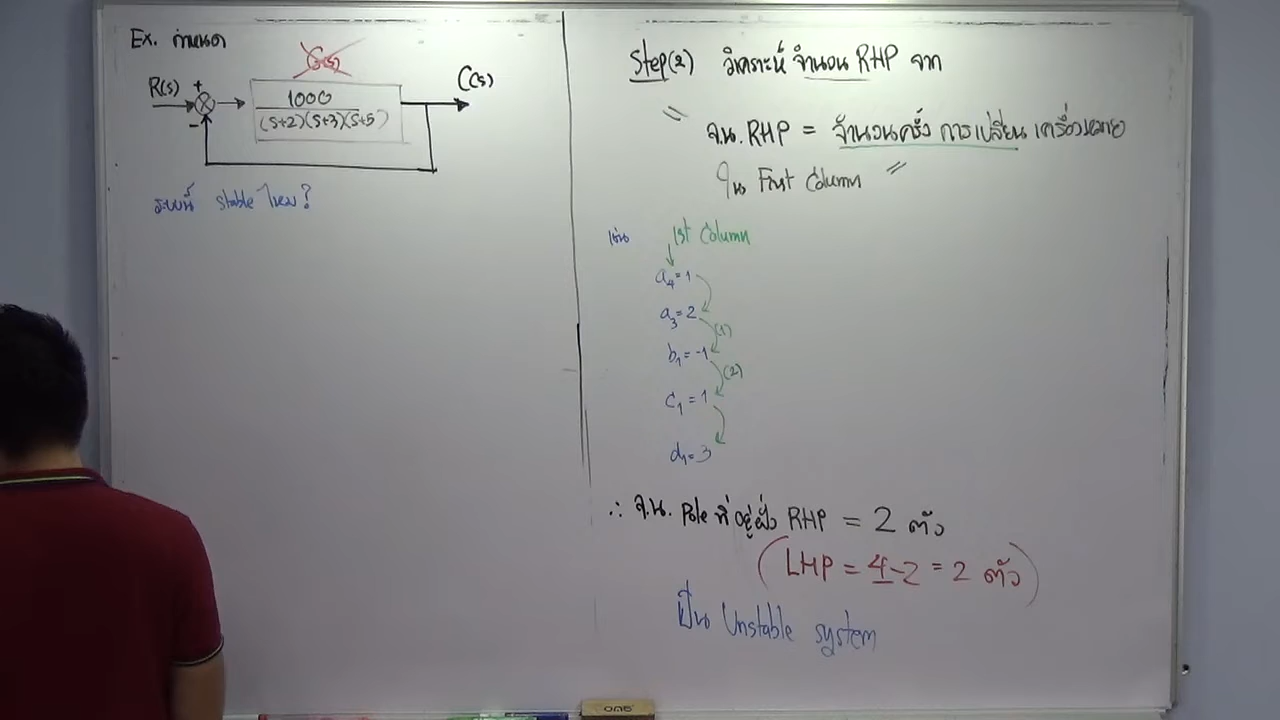 Ex. กำหนด
G(s)
R(s) + C(s)
1000
(s+2)(s+3)(s+5)
-
ระบบนี้ stable ไหม?
Step(2) วิเคราะห์ จำนวน RHP จาก
" จ.น. RHP = จำนวนครั้ง การเปลี่ยน เครื่องหมาย
ใน First Column "
เช่น 1st Column
a₄=1
a₃=2
(1)
b₁=-1
(2)
c₁=1
d₁=3
∴ จ.น. Pole ที่อยู่ฝั่ง RHP = 2 ตัว
(LHP = 4-2 = 2 ตัว)
เป็น Unstable system